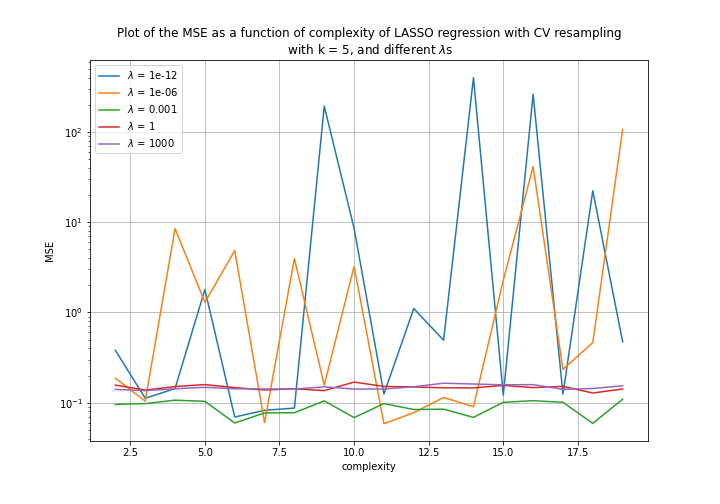 Plot of the MSE as a function of complexity of LASSO regression with CV resampling
with k = 5, and different λs
λ = 1e-12
λ = 1e-06
λ = 0.001
λ = 1
λ = 1000
MSE
10²
10¹
10⁰
10⁻¹
2.5 5.0 7.5 10.0 12.5 15.0 17.5
complexity